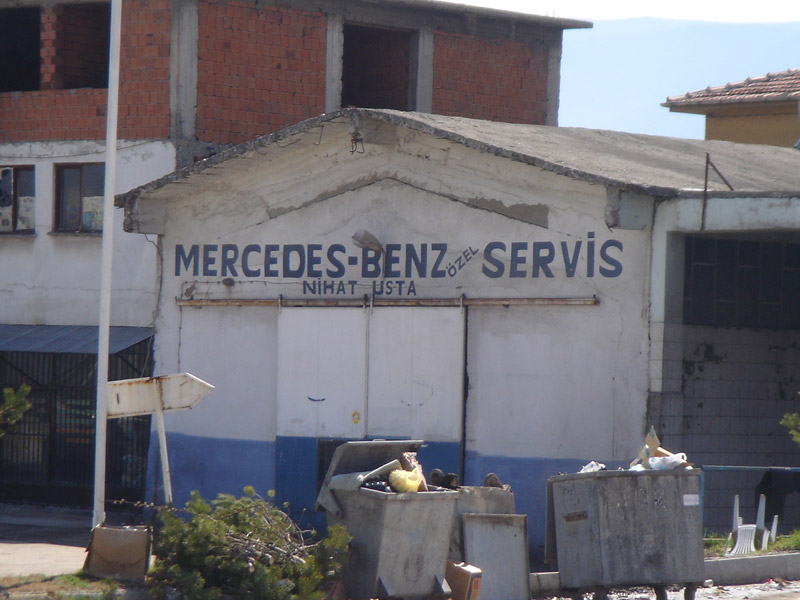 MERCEDES-BENZ ÖZEL SERVİS
NİHAT USTA